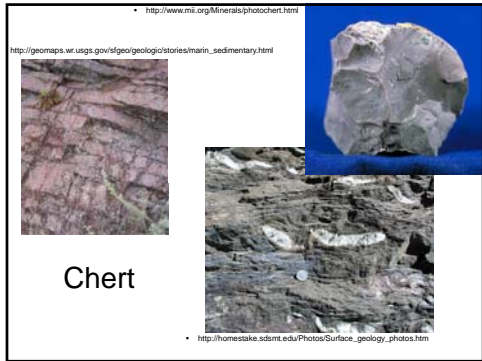 • http://www.mii.org/Minerals/photochert.html
http://geomaps.wr.usgs.gov/sfgeo/geologic/stories/marin_sedimentary.html
Chert
• http://homestake.sdsmt.edu/Photos/Surface_geology_photos.htm